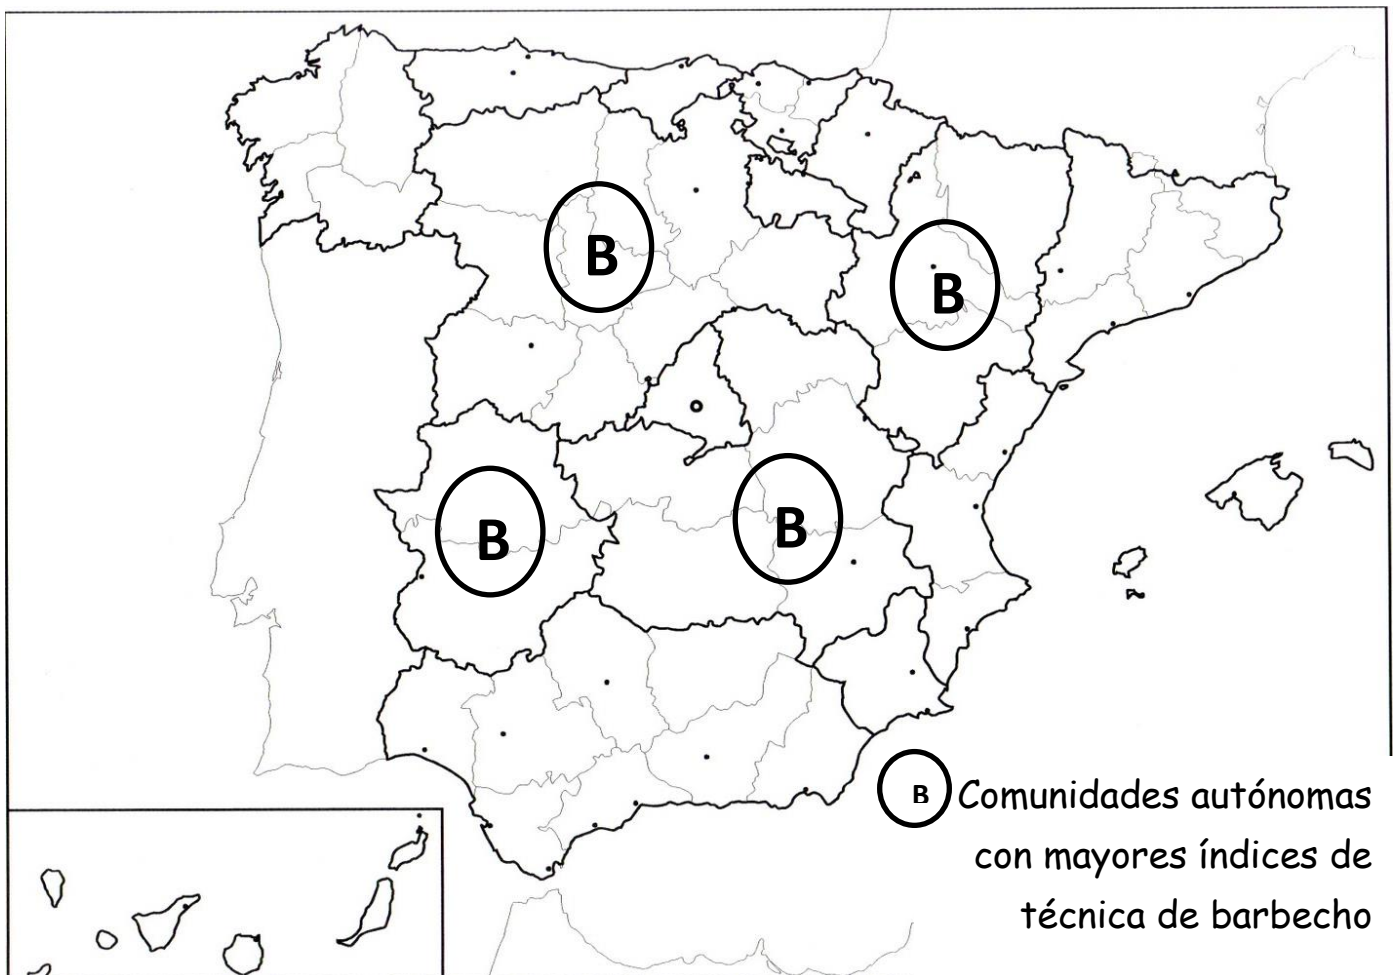 B
B
B
B
B Comunidades autónomas
con mayores índices de
técnica de barbecho